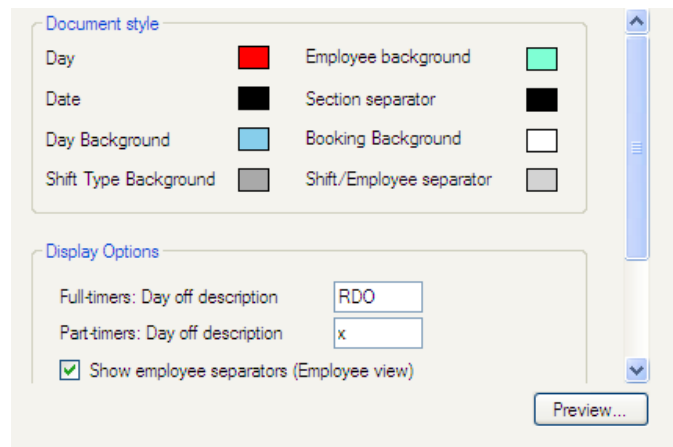 Document style
Day
Employee background
Date
Section separator
Day Background
Booking Background
Shift Type Background
Shift/Employee separator
Display Options
Full-timers: Day off description
RDO
Part-timers: Day off description
x
Show employee separators (Employee view)
Preview...